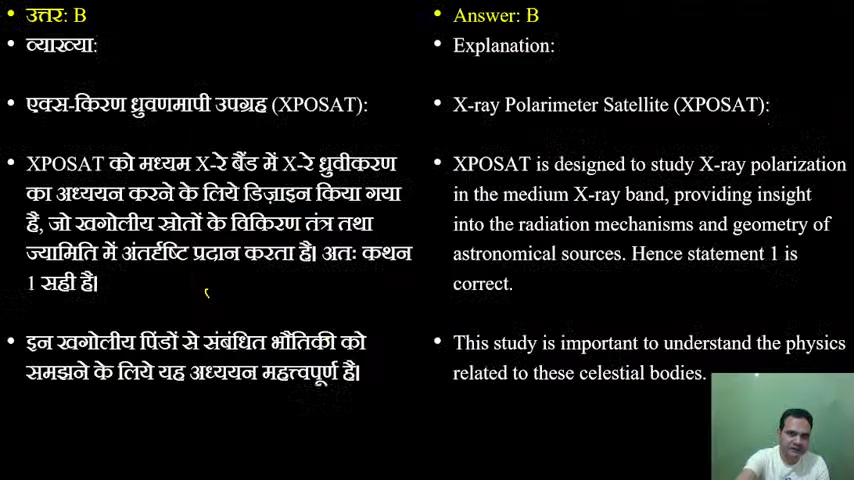 • उत्तर: B
• व्याख्या:
• एक्स-किरण ध्रुवणमापी उपग्रह (XPOSAT):
• XPOSAT को मध्यम X-रे बैंड में X-रे ध्रुवीकरण
का अध्ययन करने के लिये डिज़ाइन किया गया
है, जो खगोलीय स्रोतों के विकिरण तंत्र तथा
ज्यामिति में अंतर्दृष्टि प्रदान करता है। अतः कथन
1 सही है।
• इन खगोलीय पिंडों से संबंधित भौतिकी को
समझने के लिये यह अध्ययन महत्त्वपूर्ण है।
• Answer: B
• Explanation:
• X-ray Polarimeter Satellite (XPOSAT):
• XPOSAT is designed to study X-ray polarization
in the medium X-ray band, providing insight
into the radiation mechanisms and geometry of
astronomical sources. Hence statement 1 is
correct.
• This study is important to understand the physics
related to these celestial bodies.